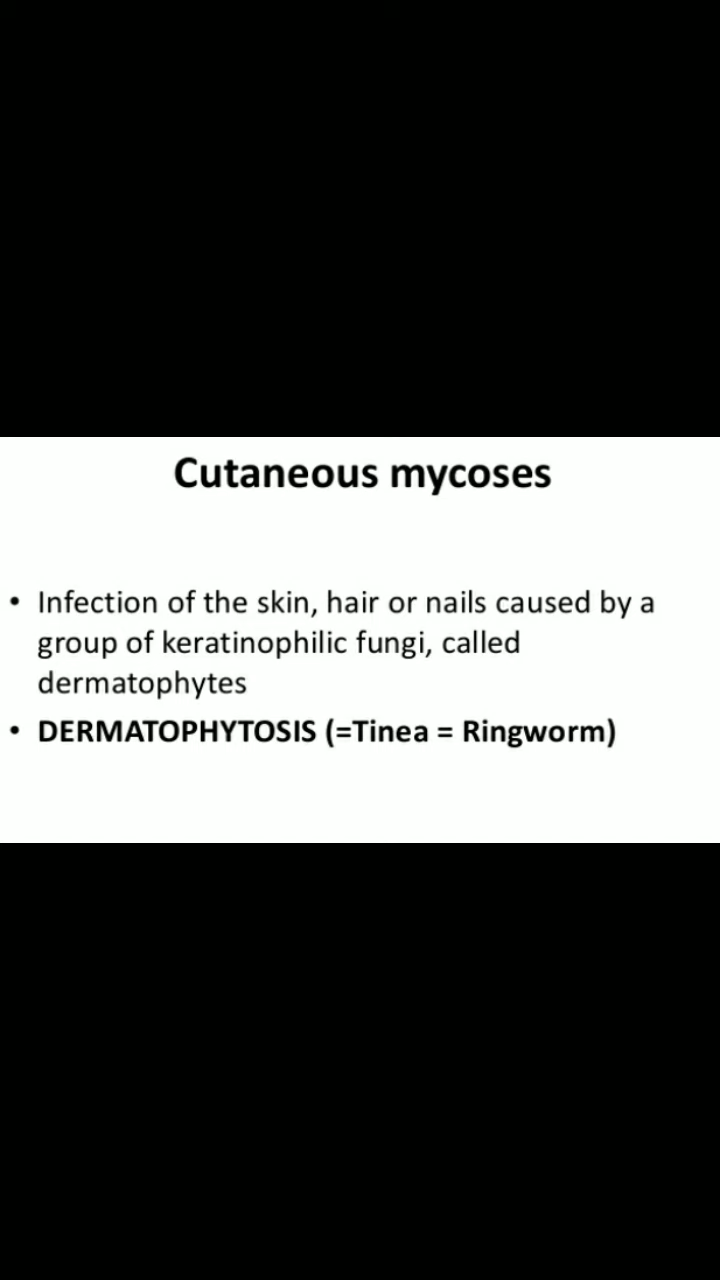 Cutaneous mycoses
• Infection of the skin, hair or nails caused by a
group of keratinophilic fungi, called
dermatophytes
• DERMATOPHYTOSIS (=Tinea = Ringworm)